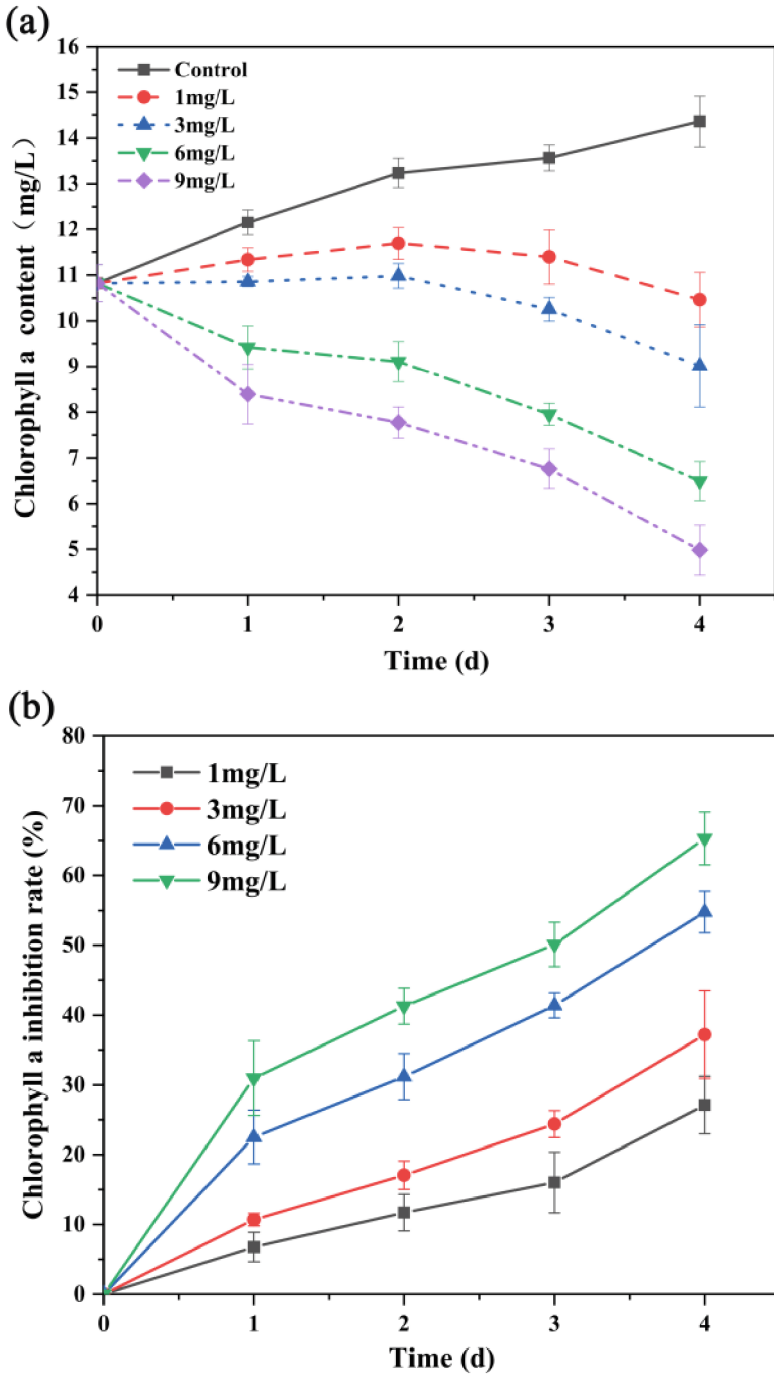 (a)
16
15
14
13
12
11
10
9
8
7
6
5
4
Chlorophyll a content（mg/L）
Control
1mg/L
3mg/L
6mg/L
9mg/L
0 1 2 3 4
Time (d)
(b)
80
70
60
50
40
30
20
10
0
Chlorophyll a inhibition rate (%)
1mg/L
3mg/L
6mg/L
9mg/L
0 1 2 3 4
Time (d)